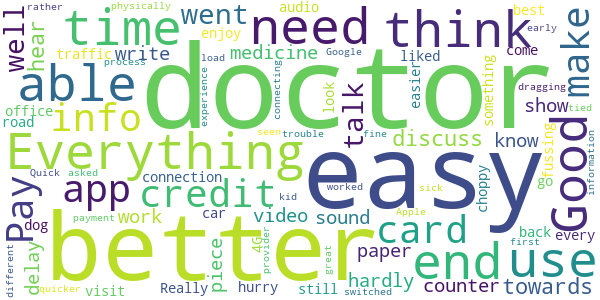 rather physically audio best early
well hear time went need think make
traffic write enjoy Google liked come
process medicine
able doctor load experience connecting look easier something dragging
office info talk show tied
road discuss know fussing
Everything seen trouble fine information
Quick asked connection easy Good
Pay app credit kid worked sick choppy go
dog work car video sound Apple card back every
different payment better 4G provider paper end use first
delay piece great hardly counter towards
quicker visit Really hurry still switched